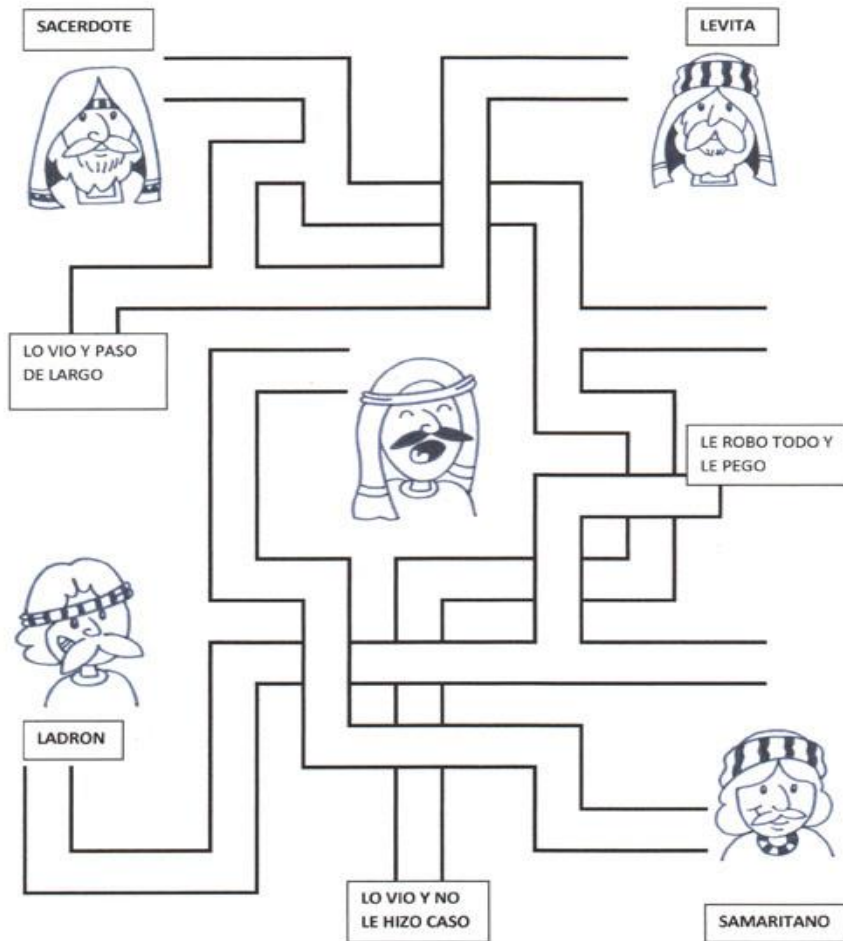 SACERDOTE
LEVITA
LO VIO Y PASO
DE LARGO
LE ROBO TODO Y
LE PEGO
LADRON
LO VIO Y NO
LE HIZO CASO
SAMARITANO